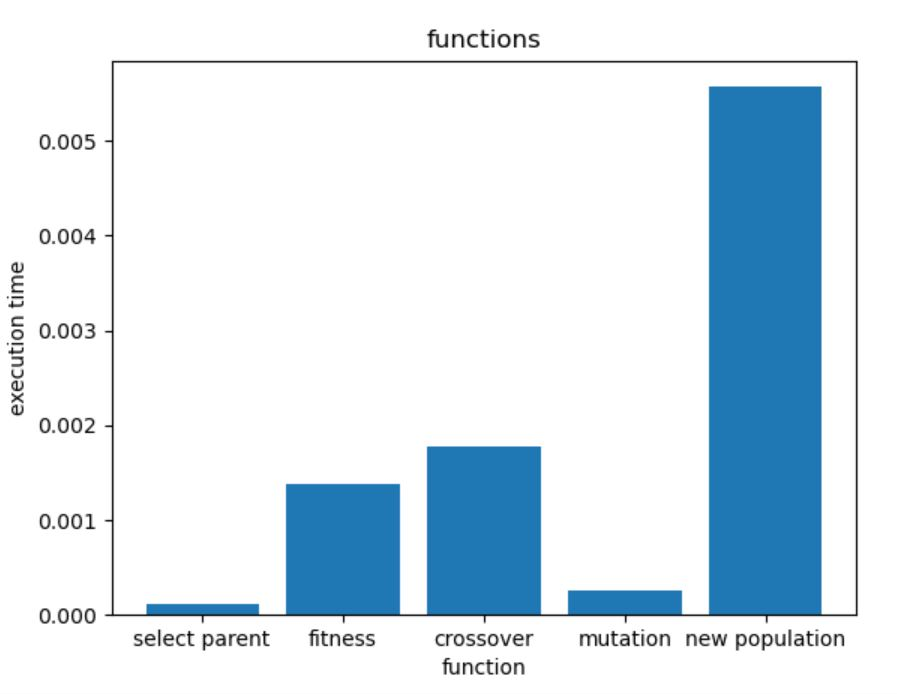 functions
execution time
0.005
0.004
0.003
0.002
0.001
0.000
select parent fitness crossover mutation new population
function